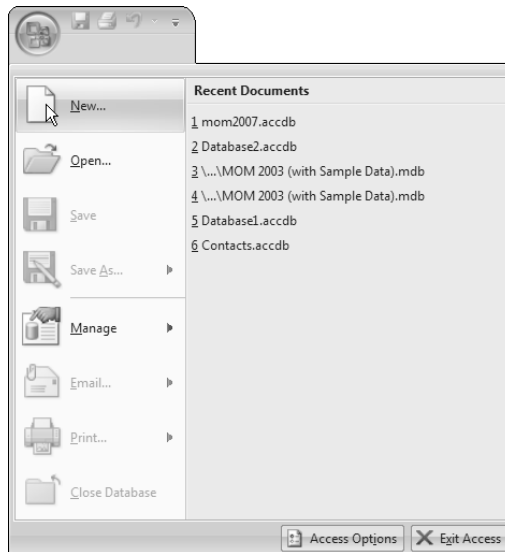 New...
Open...
Save
Save As...
Manage
Email...
Print...
Close Database
Recent Documents
1 mom2007.accdb
2 Database2.accdb
3 \...\MOM 2003 (with Sample Data).mdb
4 \...\MOM 2003 (with Sample Data).mdb
5 Database1.accdb
6 Contacts.accdb
Access Options
Exit Access